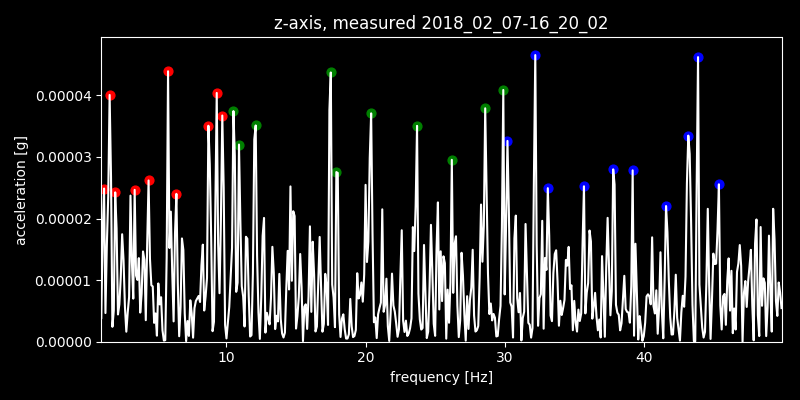 z-axis, measured 2018_02_07-16_20_02
0.00004
0.00003
0.00002
0.00001
0.00000
acceleration [g]
10 20 30 40
frequency [Hz]